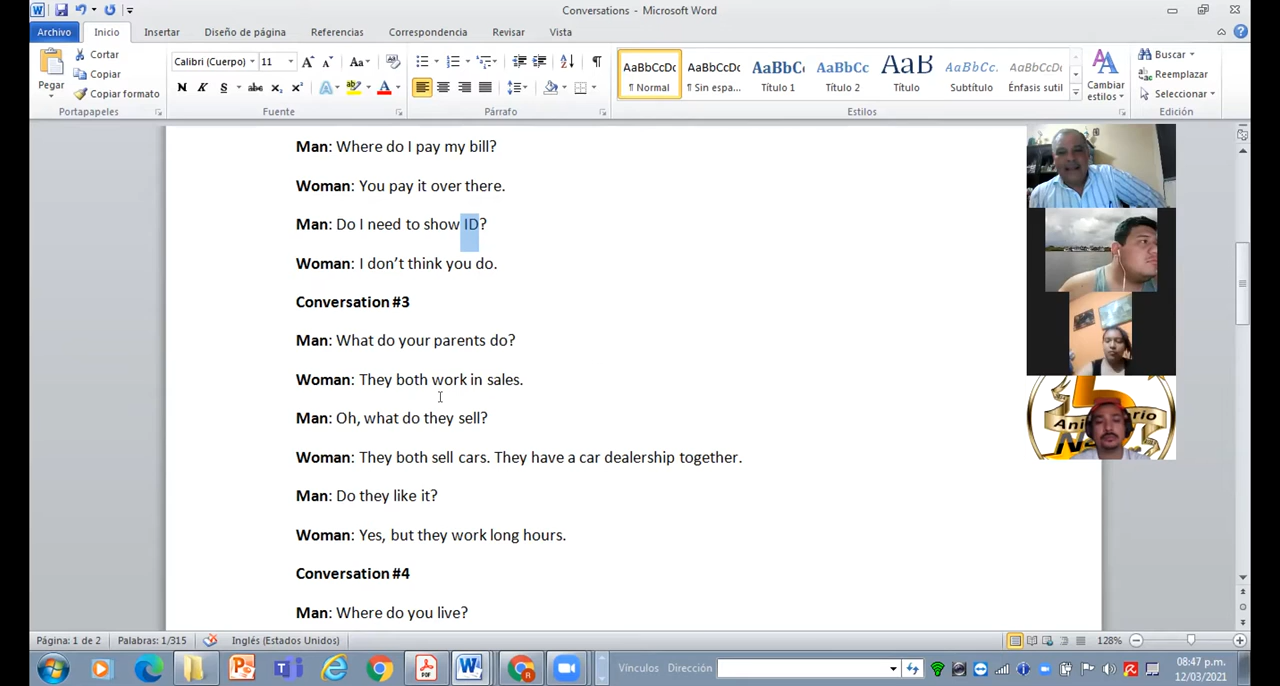 Conversations - Microsoft Word
Archivo Inicio Insertar Diseño de página Referencias Correspondencia Revisar Vista
Pegar
Cortar
Copiar
Copiar formato
Portapapeles
Calibri (Cuerpo) 11
Fuente
Párrafo
AaBbCcDc AaBbCcDc AaBbC AaBbCc AaB AaBbCc. AaBbCcDc
¶ Normal ¶ Sin espa... Título 1 Título 2 Título Subtítulo Énfasis sutil
Estilos
Cambiar estilos
Buscar
Reemplazar
Seleccionar
Edición
Man: Where do I pay my bill?
Woman: You pay it over there.
Man: Do I need to show ID?
Woman: I don’t think you do.
Conversation #3
Man: What do your parents do?
Woman: They both work in sales.
Man: Oh, what do they sell?
Woman: They both sell cars. They have a car dealership together.
Man: Do they like it?
Woman: Yes, but they work long hours.
Conversation #4
Man: Where do you live?
Página: 1 de 2 Palabras: 1/315 Inglés (Estados Unidos) 128%
Vínculos Dirección
08:47 p.m.
12/03/2021